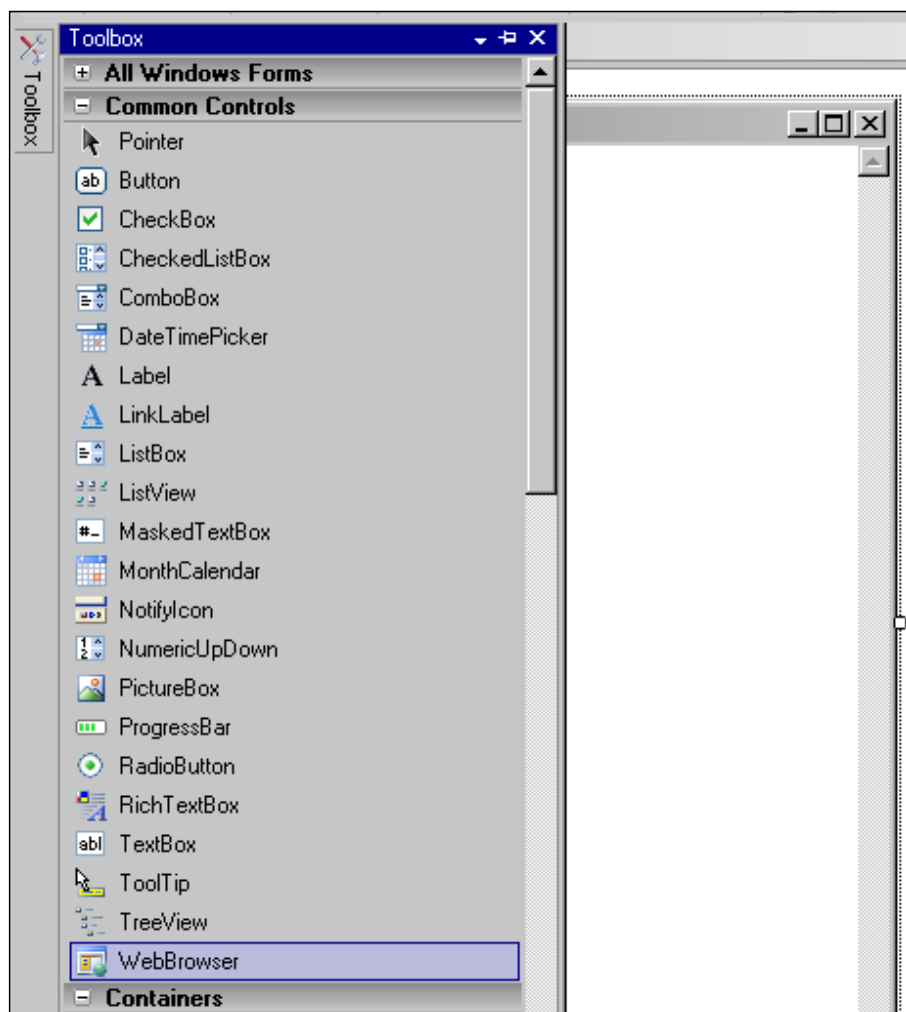 Toolbox
Toolbox
All Windows Forms
Common Controls
Pointer
Button
CheckBox
CheckedListBox
ComboBox
DateTimePicker
A Label
A LinkLabel
ListBox
ListView
#_ MaskedTextBox
MonthCalendar
NotifyIcon
NumericUpDown
PictureBox
ProgressBar
RadioButton
RichTextBox
abl TextBox
ToolTip
TreeView
WebBrowser
Containers